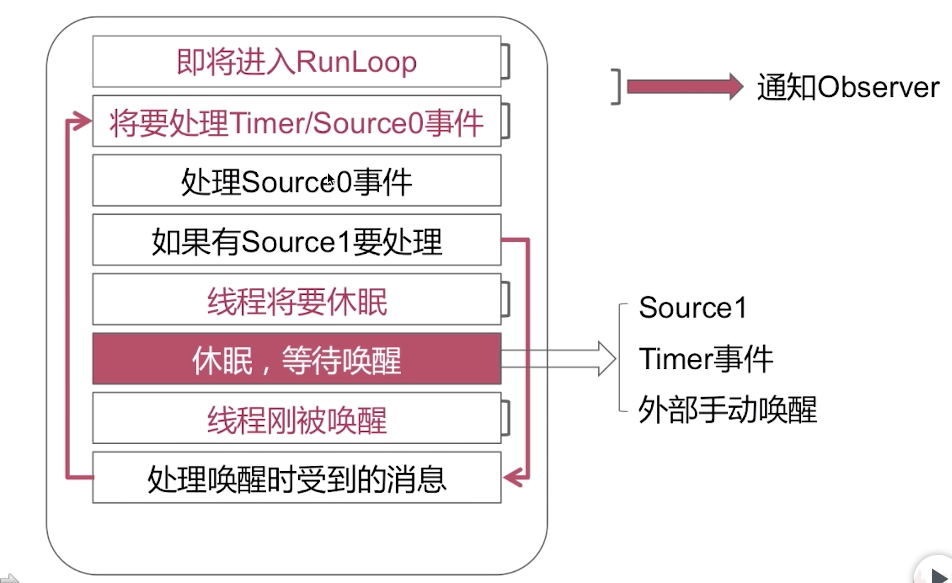 即将进入RunLoop
通知Observer
将要处理Timer/Source0事件
处理Source0事件
如果有Source1要处理
线程将要休眠
休眠，等待唤醒
线程刚被唤醒
处理唤醒时受到的消息
Source1
Timer事件
外部手动唤醒